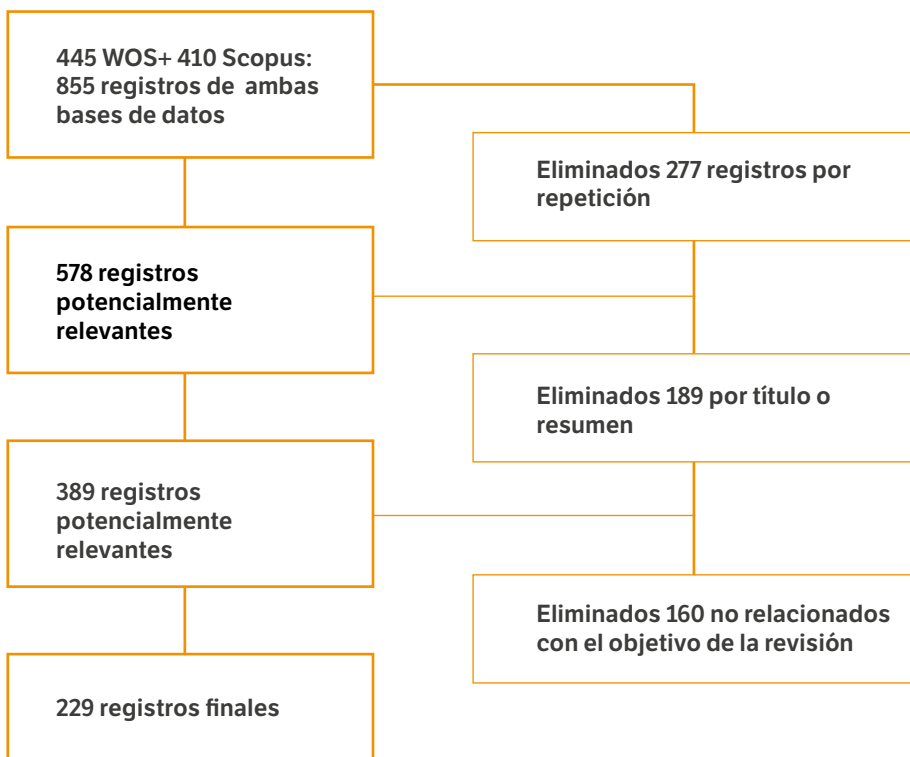 445 WOS+ 410 Scopus:
855 registros de ambas
bases de datos
Eliminados 277 registros por
repetición
578 registros
potencialmente
relevantes
Eliminados 189 por título o
resumen
389 registros
potencialmente
relevantes
Eliminados 160 no relacionados
con el objetivo de la revisión
229 registros finales